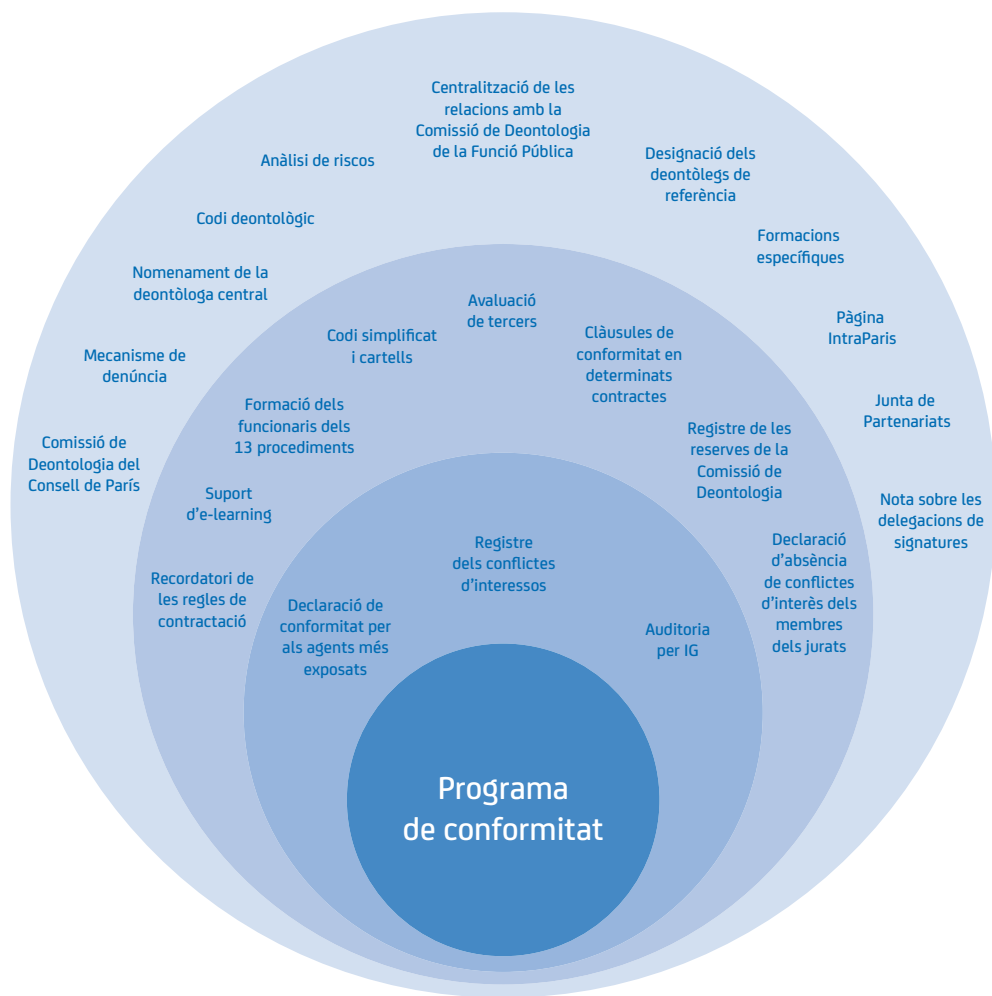 Centralització de les
relacions amb la
Comissió de Deontologia
de la Funció Pública
Anàlisi de riscos
Designació dels
deontòlegs de
referència
Codi deontològic
Formacions
específiques
Nomenament de la
deontòloga central
Pàgina
IntraParis
Mecanisme de
denúncia
Junta de
Partenariats
Comissió de
Deontologia del
Consell de París
Nota sobre les
delegacions de
signatures
Avaluació
de tercers
Codi simplificat
i cartells
Clàusules de
conformitat en
determinats
contractes
Formació dels
funcionaris dels
13 procediments
Registre de les
reserves de la
Comissió de
Deontologia
Suport
d’e-learning
Recordatori de
les regles de
contractació
Declaració
d’absència
de conflictes
d’interès dels
membres
dels jurats
Registre
dels conflictes
d’interessos
Declaració de
conformitat per
als agents més
exposats
Auditoria
per IG
Programa
de conformitat